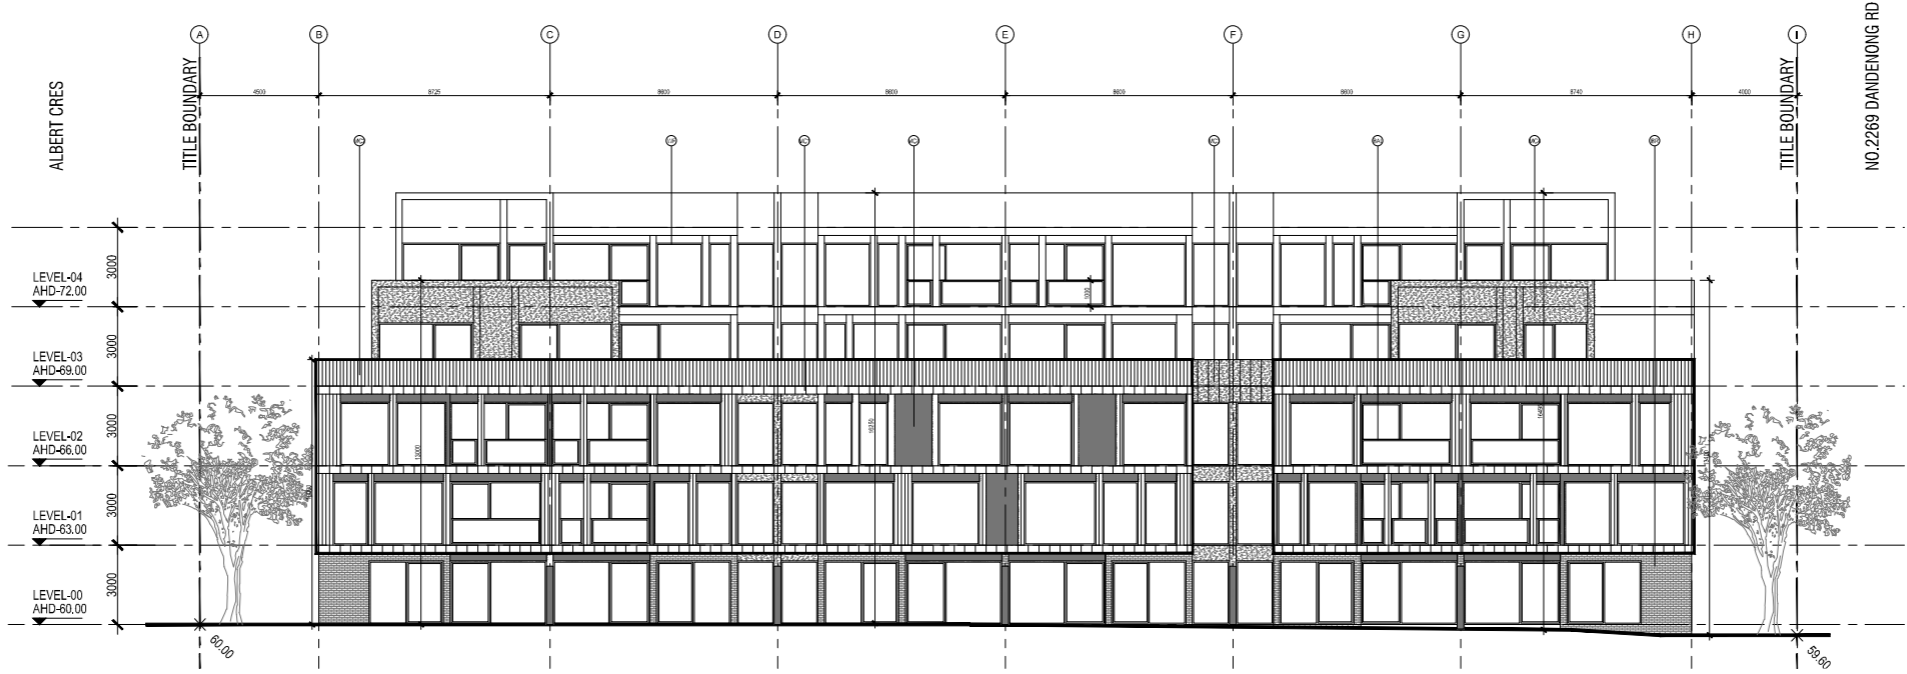 A
B
C
D
E
F
G
H
I
ALBERT CRES
TITLE BOUNDARY
TITLE BOUNDARY
NO.2269 DANDENONG RD
4500
8725
8600
8600
8600
8600
8740
4000
3000
LEVEL-04
AHD-72.00
3000
LEVEL-03
AHD-69.00
3000
LEVEL-02
AHD-66.00
3000
LEVEL-01
AHD-63.00
3000
LEVEL-00
AHD-60.00
1000
60.00
59.60